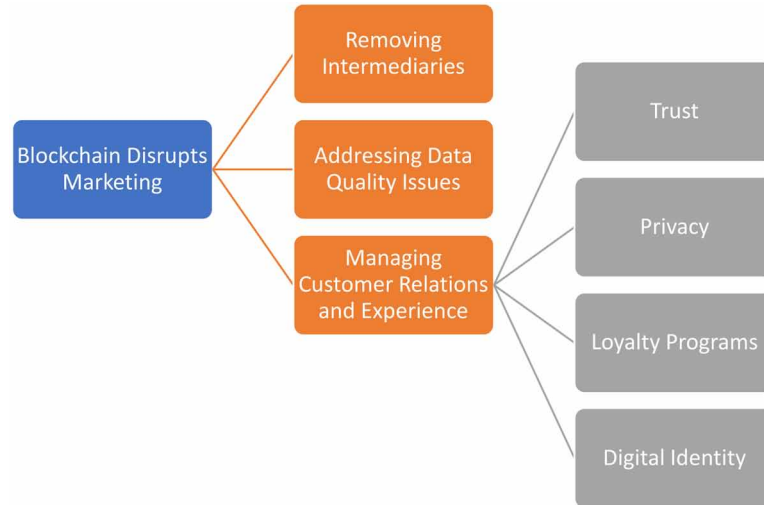 Blockchain Disrupts
Marketing
Removing
Intermediaries
Addressing Data
Quality Issues
Managing
Customer Relations
and Experience
Trust
Privacy
Loyalty Programs
Digital Identity